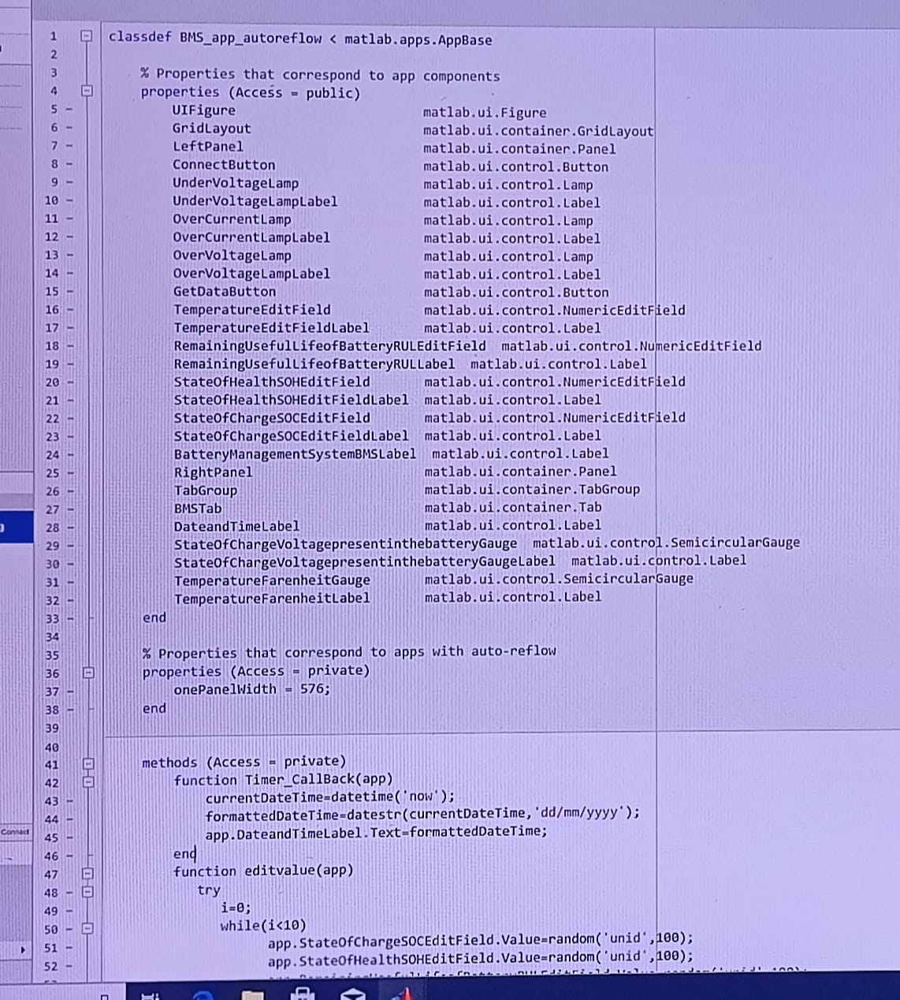 1 classdef BMS_app_autoreflow < matlab.apps.AppBase
2
3 % Properties that correspond to app components
4 properties (Access = public)
5 UIFigure matlab.ui.Figure
6 GridLayout matlab.ui.container.GridLayout
7 LeftPanel matlab.ui.container.Panel
8 ConnectButton matlab.ui.control.Button
9 UnderVoltageLamp matlab.ui.control.Lamp
10 UnderVoltageLampLabel matlab.ui.control.Label
11 OverCurrentLamp matlab.ui.control.Lamp
12 OverCurrentLampLabel matlab.ui.control.Label
13 OverVoltageLamp matlab.ui.control.Lamp
14 OverVoltageLampLabel matlab.ui.control.Label
15 GetDataButton matlab.ui.control.Button
16 TemperatureEditField matlab.ui.control.NumericEditField
17 TemperatureEditFieldLabel matlab.ui.control.Label
18 RemainingUsefulLifeofBatteryRULEditField matlab.ui.control.NumericEditField
19 RemainingUsefulLifeofBatteryRULLabel matlab.ui.control.Label
20 StateOfHealthSOHEditField matlab.ui.control.NumericEditField
21 StateOfHealthSOHEditFieldLabel matlab.ui.control.Label
22 StateOfChargeSOCEditField matlab.ui.control.NumericEditField
23 StateOfChargeSOCEditFieldLabel matlab.ui.control.Label
24 BatteryManagementSystemBMSLabel matlab.ui.control.Label
25 RightPanel matlab.ui.container.Panel
26 TabGroup matlab.ui.container.TabGroup
27 BMSTab matlab.ui.container.Tab
28 DateandTimeLabel matlab.ui.control.Label
29 StateOfChargeVoltagepresentinthebatteryGauge matlab.ui.control.SemicircularGauge
30 StateOfChargeVoltagepresentinthebatteryGaugeLabel matlab.ui.control.Label
31 TemperatureFarenheitGauge matlab.ui.control.SemicircularGauge
32 TemperatureFarenheitLabel matlab.ui.control.Label
33 end
34
35 % Properties that correspond to apps with auto-reflow
36 properties (Access = private)
37 onePanelWidth = 576;
38 end
39
40
41 methods (Access = private)
42 function Timer_CallBack(app)
43 currentDateTime=datetime('now');
44 formattedDateTime=datestr(currentDateTime,'dd/mm/yyyy');
45 app.DateandTimeLabel.Text=formattedDateTime;
46 end
47 function editvalue(app)
48 try
49 i=0;
50 while(i<10)
51 app.StateOfChargeSOCEditField.Value=random('unid',100);
52 app.StateOfHealthSOHEditField.Value=random('unid',100);
Connect